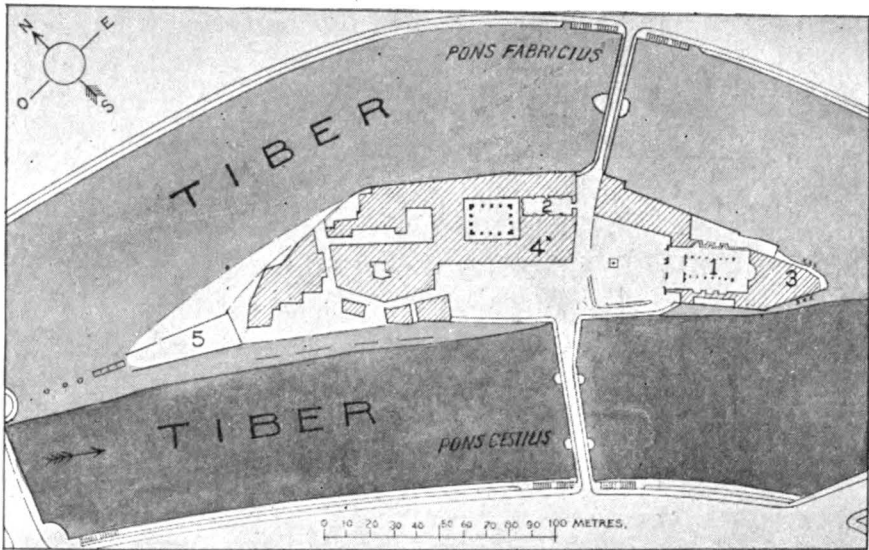 N E
O S
PONS FABRICIUS
TIBER
2
4
1
3
5
TIBER
PONS CESTIUS
0 10 20 30 40 50 60 70 80 90 100 METRES.